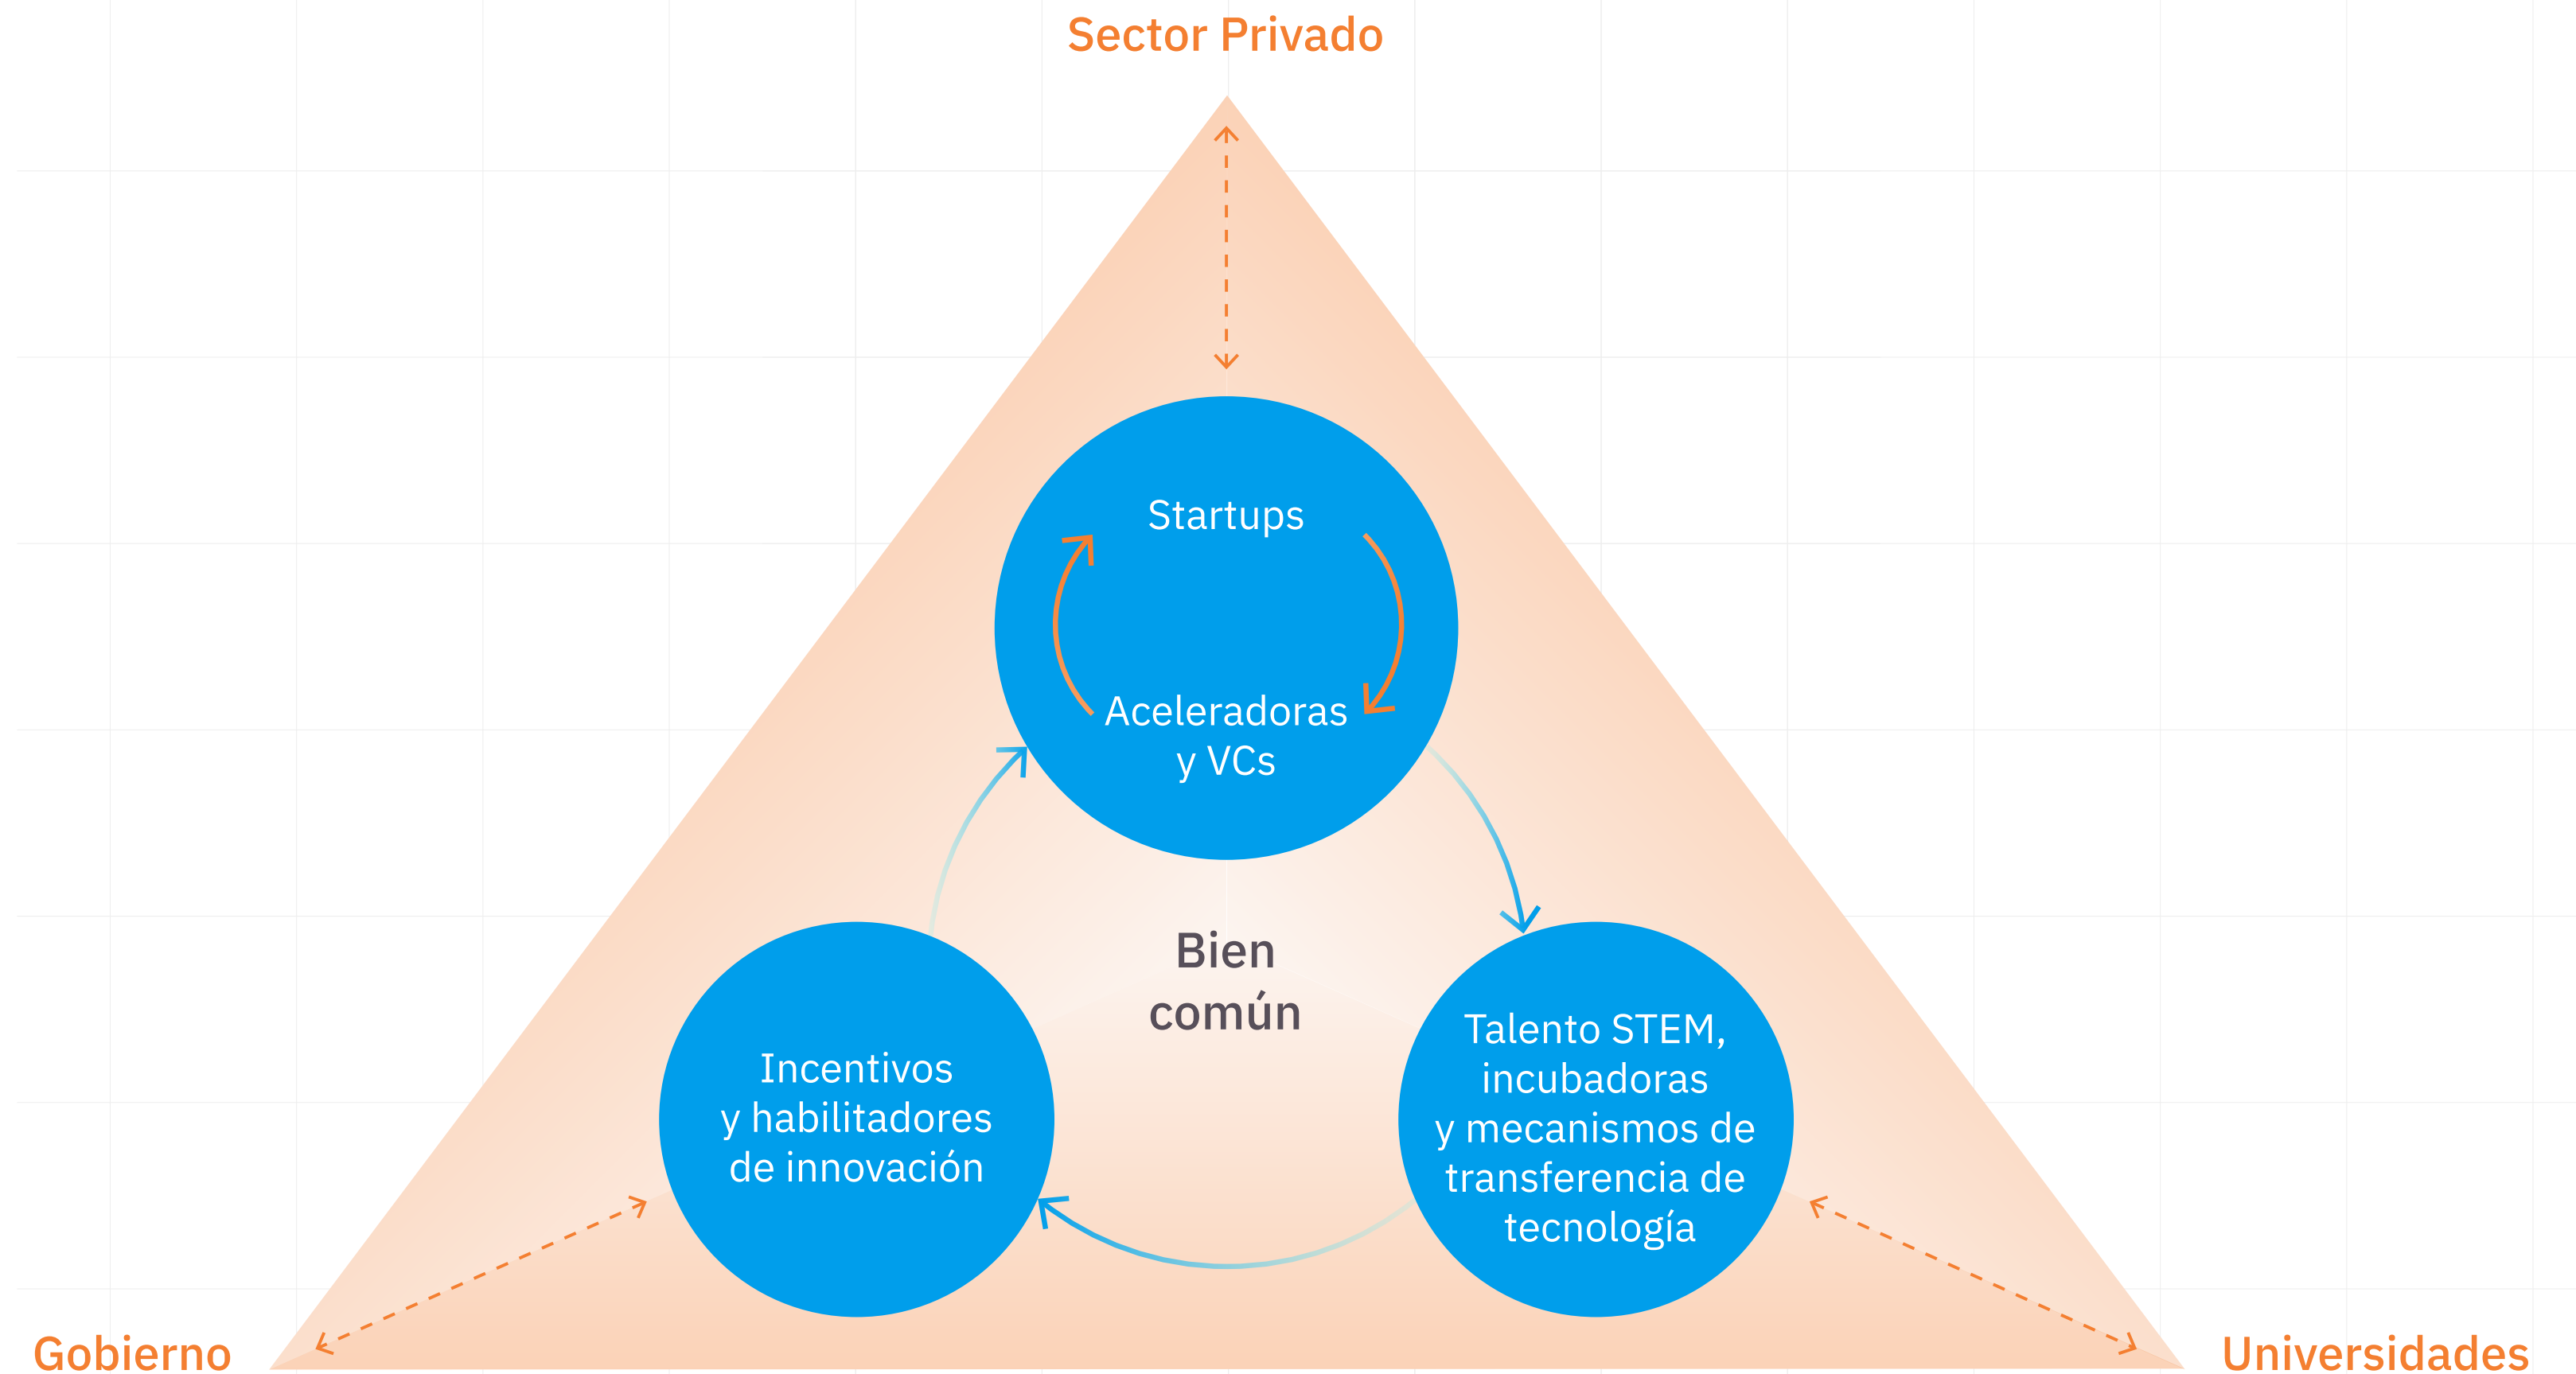 Sector Privado
Startups
Aceleradoras
y VCs
Bien
común
Incentivos
y habilitadores
de innovación
Talento STEM,
incubadoras
y mecanismos de
transferencia de
tecnología
Gobierno
Universidades